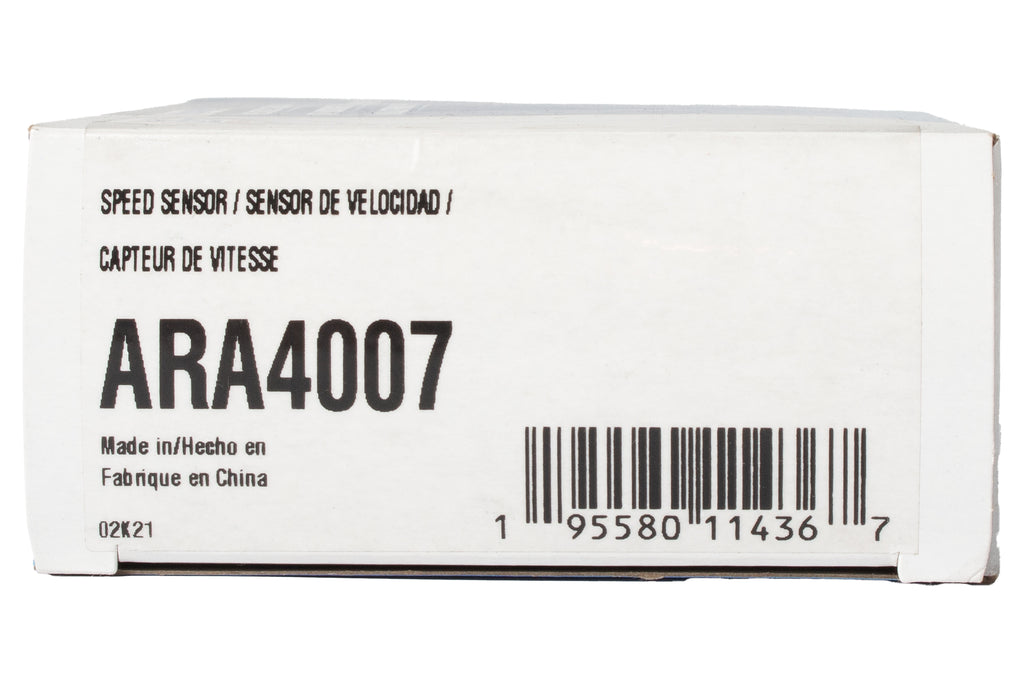 SPEED SENSOR / SENSOR DE VELOCIDAD /
CAPTEUR DE VITESSE
ARA4007
Made in/Hecho en
Fabrique en China
02K21
1 95580 11436 7